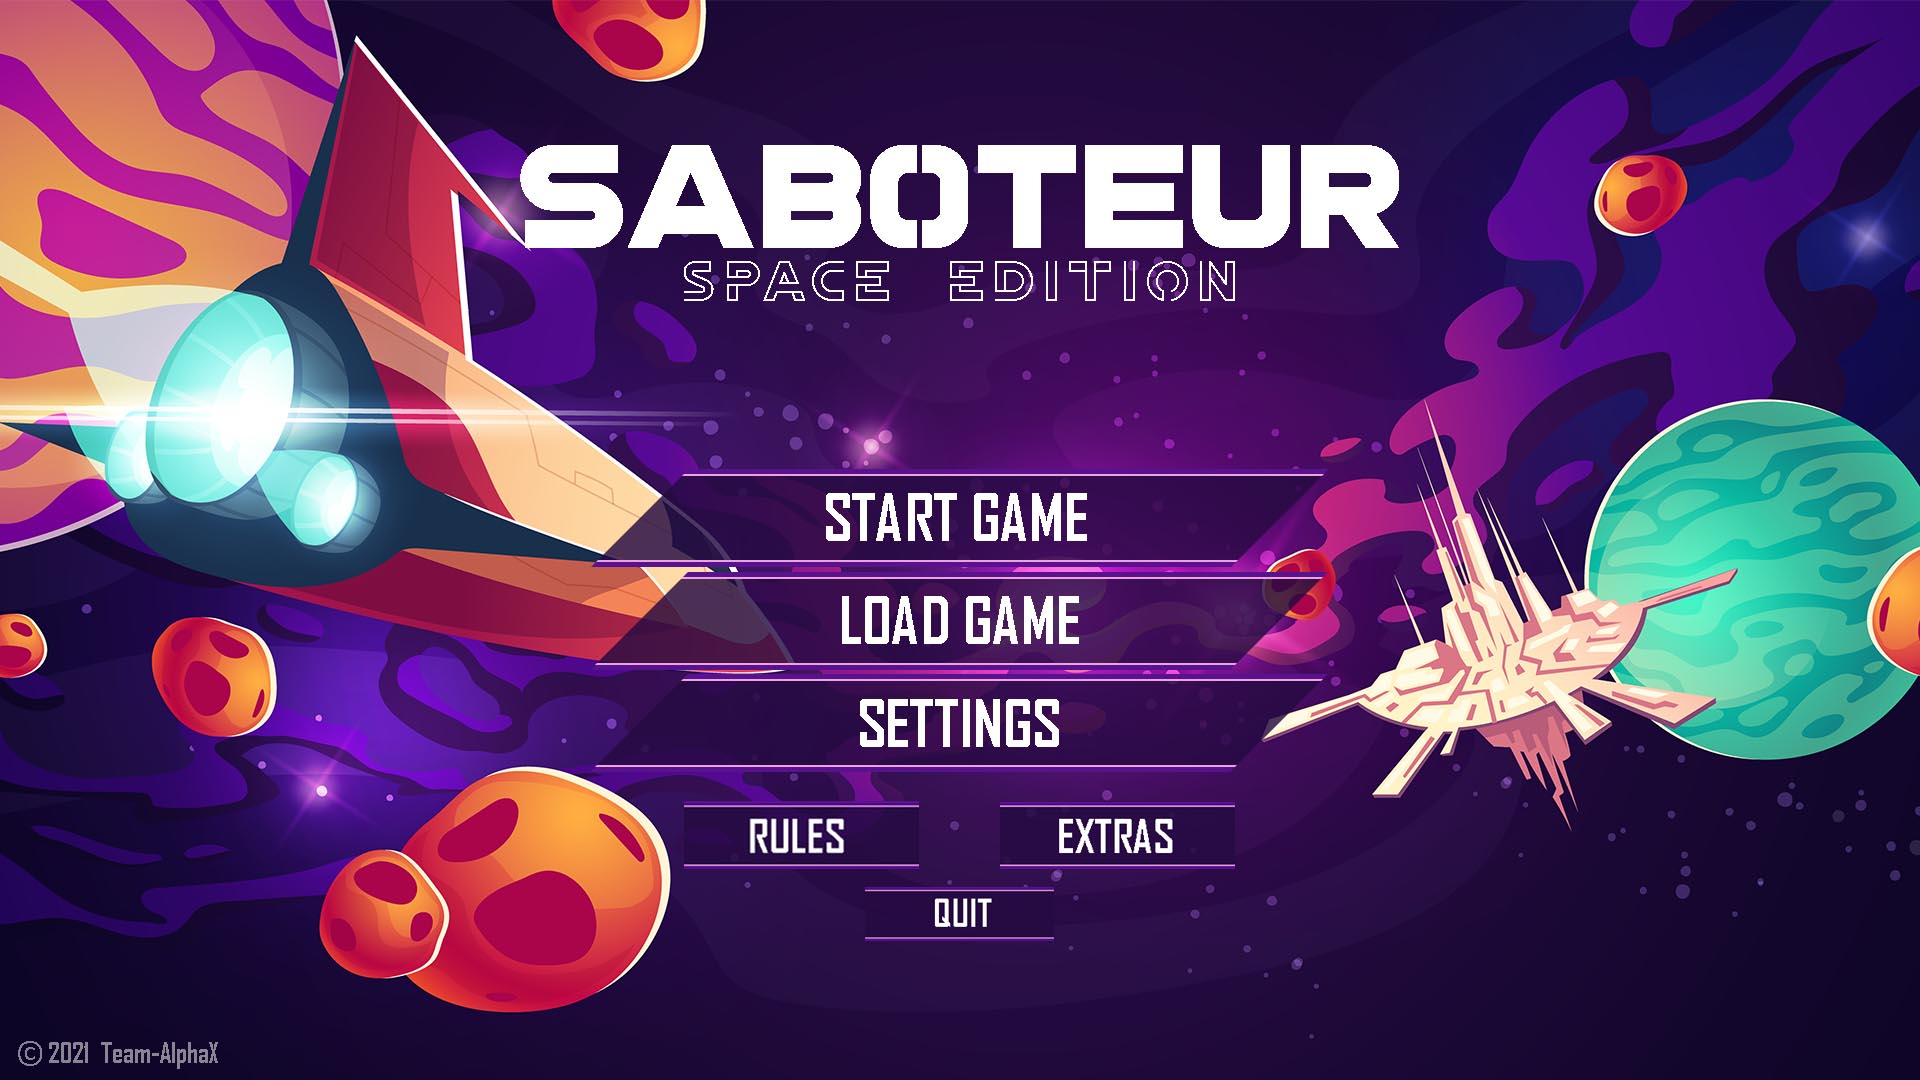 SABOTEUR
SPACE EDITION
START GAME
LOAD GAME
SETTINGS
RULES
EXTRAS
QUIT
© 2021 Team-AlphaX